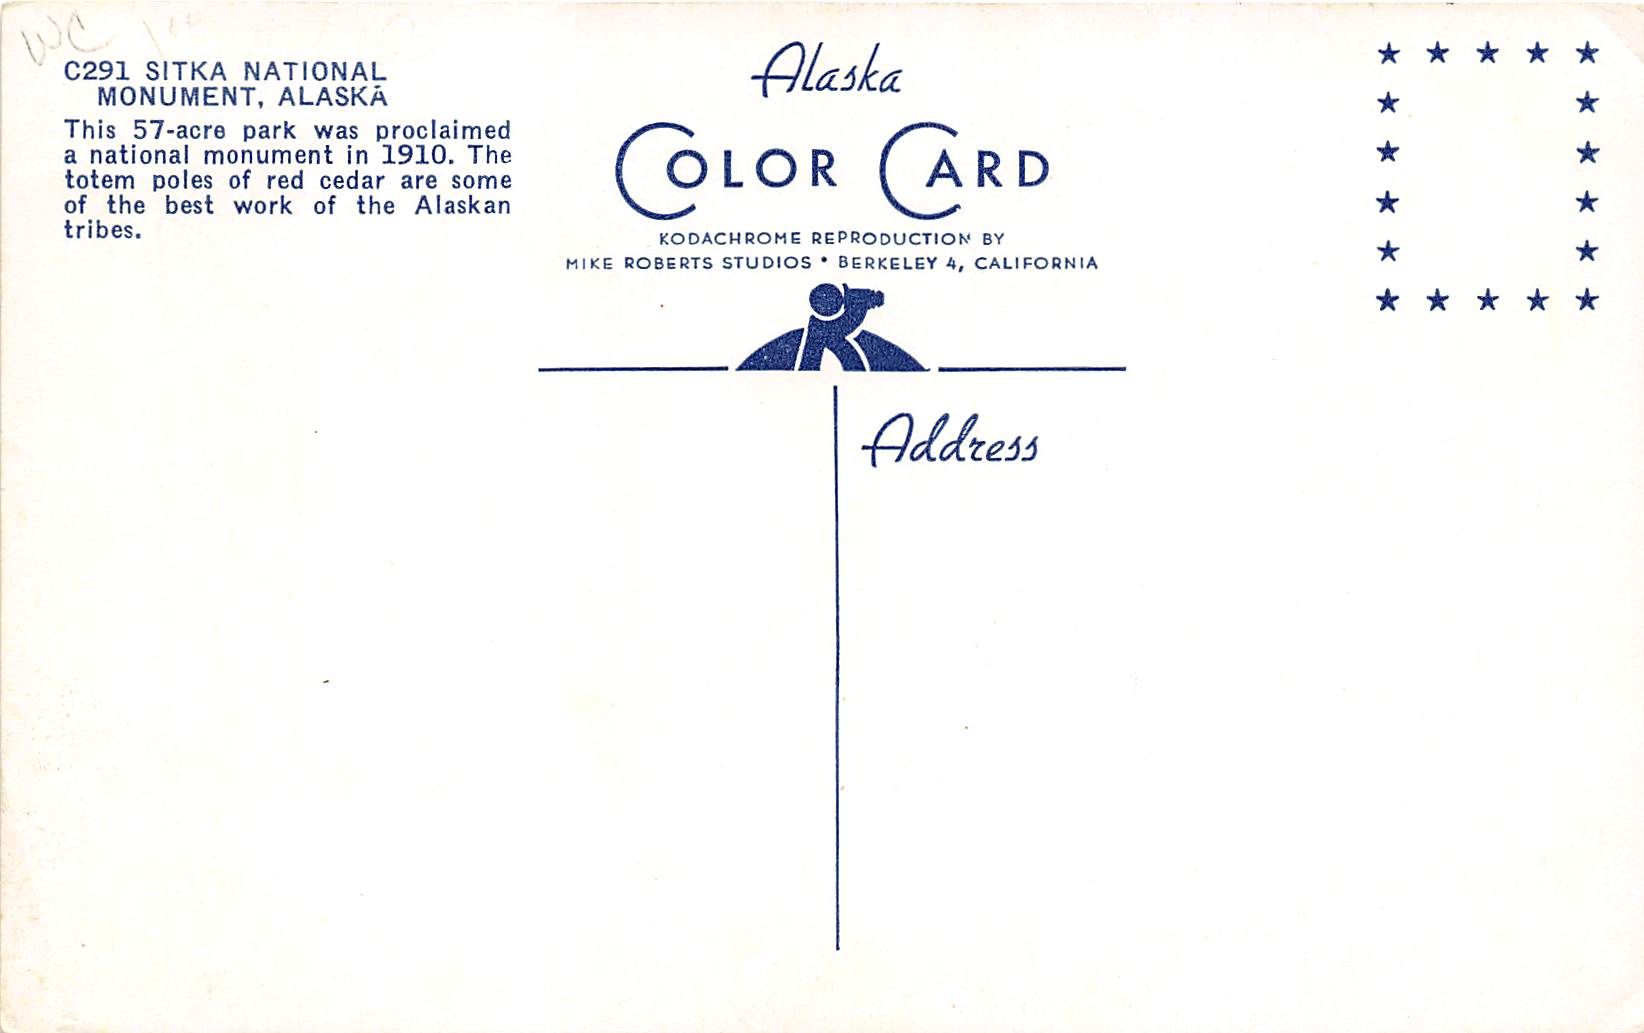 WC 100
C291 SITKA NATIONAL
MONUMENT, ALASKA
This 57-acre park was proclaimed
a national monument in 1910. The
totem poles of red cedar are some
of the best work of the Alaskan
tribes.
Alaska
COLOR CARD
KODACHROME REPRODUCTION BY
MIKE ROBERTS STUDIOS • BERKELEY 4, CALIFORNIA
Address